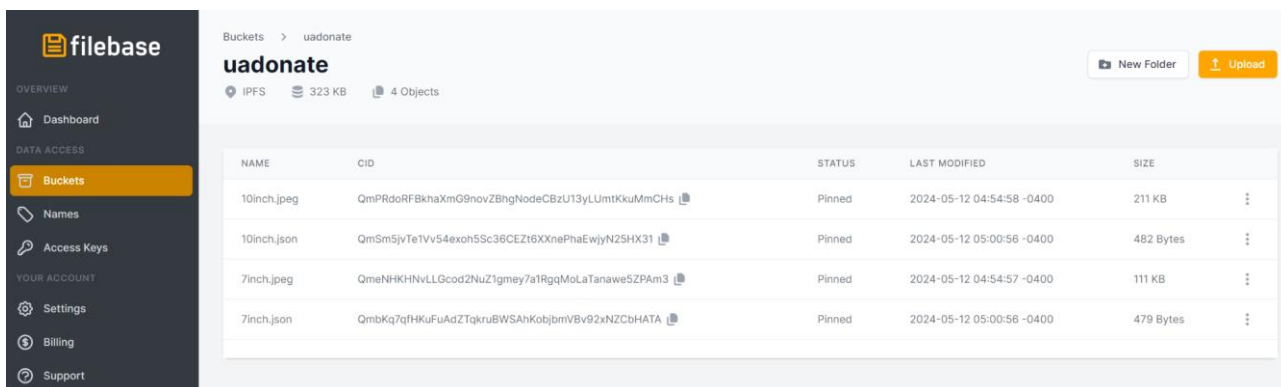 filebase
OVERVIEW
Dashboard
DATA ACCESS
Buckets
Names
Access Keys
YOUR ACCOUNT
Settings
Billing
Support
Buckets > uadonate
uadonate
IPFS 323 KB 4 Objects
New Folder Upload
NAME CID STATUS LAST MODIFIED SIZE
10inch.jpeg QmPRdoRFBkhaXmG9novZBhgNodeCBzU13yLUmtKkuMmCHs Pinned 2024-05-12 04:54:58 -0400 211 KB
10inch.json QmSm5jvTe1Vv54exoh5Sc36CEZt6XXnePhaEwjyN25HX31 Pinned 2024-05-12 05:00:56 -0400 482 Bytes
7inch.jpeg QmeNHKHNvLLGcod2NuZ1gmey7a1RgqMoLaTanawe5ZPAm3 Pinned 2024-05-12 04:54:57 -0400 111 KB
7inch.json QmbKq7qfHKuFuAdZTqkruBWSAhKobjbmVBv92xNZCbHATA Pinned 2024-05-12 05:00:56 -0400 479 Bytes